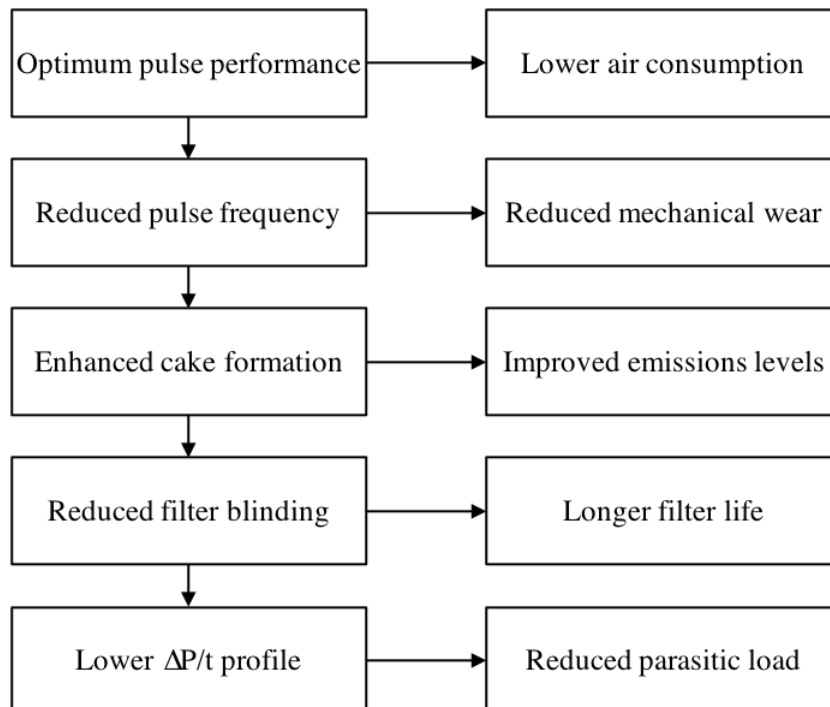 Optimum pulse performance
Lower air consumption
Reduced pulse frequency
Reduced mechanical wear
Enhanced cake formation
Improved emissions levels
Reduced filter blinding
Longer filter life
Lower ΔP/t profile
Reduced parasitic load